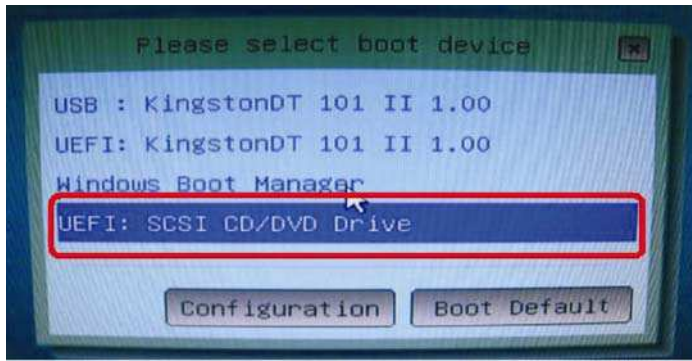 Please select boot device
USB : KingstonDT 101 II 1.00
UEFI: KingstonDT 101 II 1.00
Windows Boot Manager
UEFI: SCSI CD/DVD Drive
Configuration Boot Default